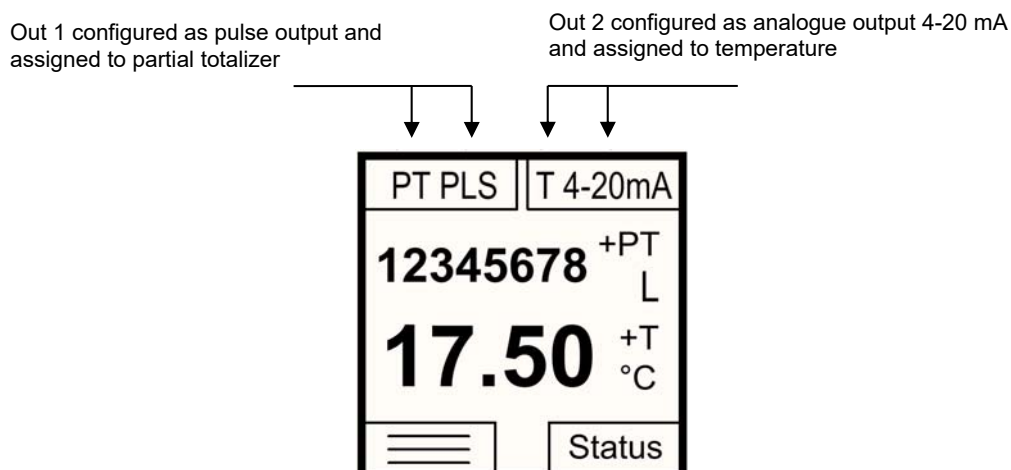 Out 1 configured as pulse output and
assigned to partial totalizer
Out 2 configured as analogue output 4-20 mA
and assigned to temperature
PT PLS
T 4-20mA
12345678 +PT
L
17.50 +T
°C
Status